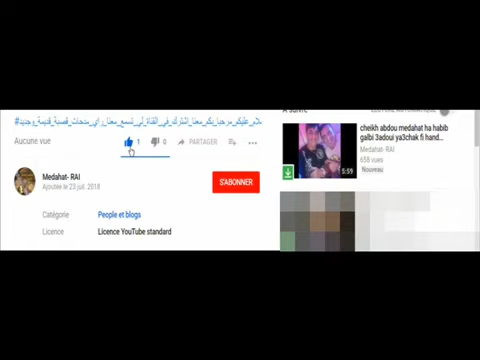 #سلام_عليكم_مرحبا_بكم_معنا_اشترك_في_القناة_لي_تسمع_معنا_راي_مدحات_قصبة_قديمة_وجديد
Aucune vue
1
0
PARTAGER
Medahat- RAI
Ajoutée le 23 juil. 2018
S'ABONNER
Catégorie
People et blogs
Licence
Licence YouTube standard
cheikh abdou medahat ha habib
galbi 3adoui ya3chak fi hand...
Medahat- RAI
658 vues
Nouveau
5:59